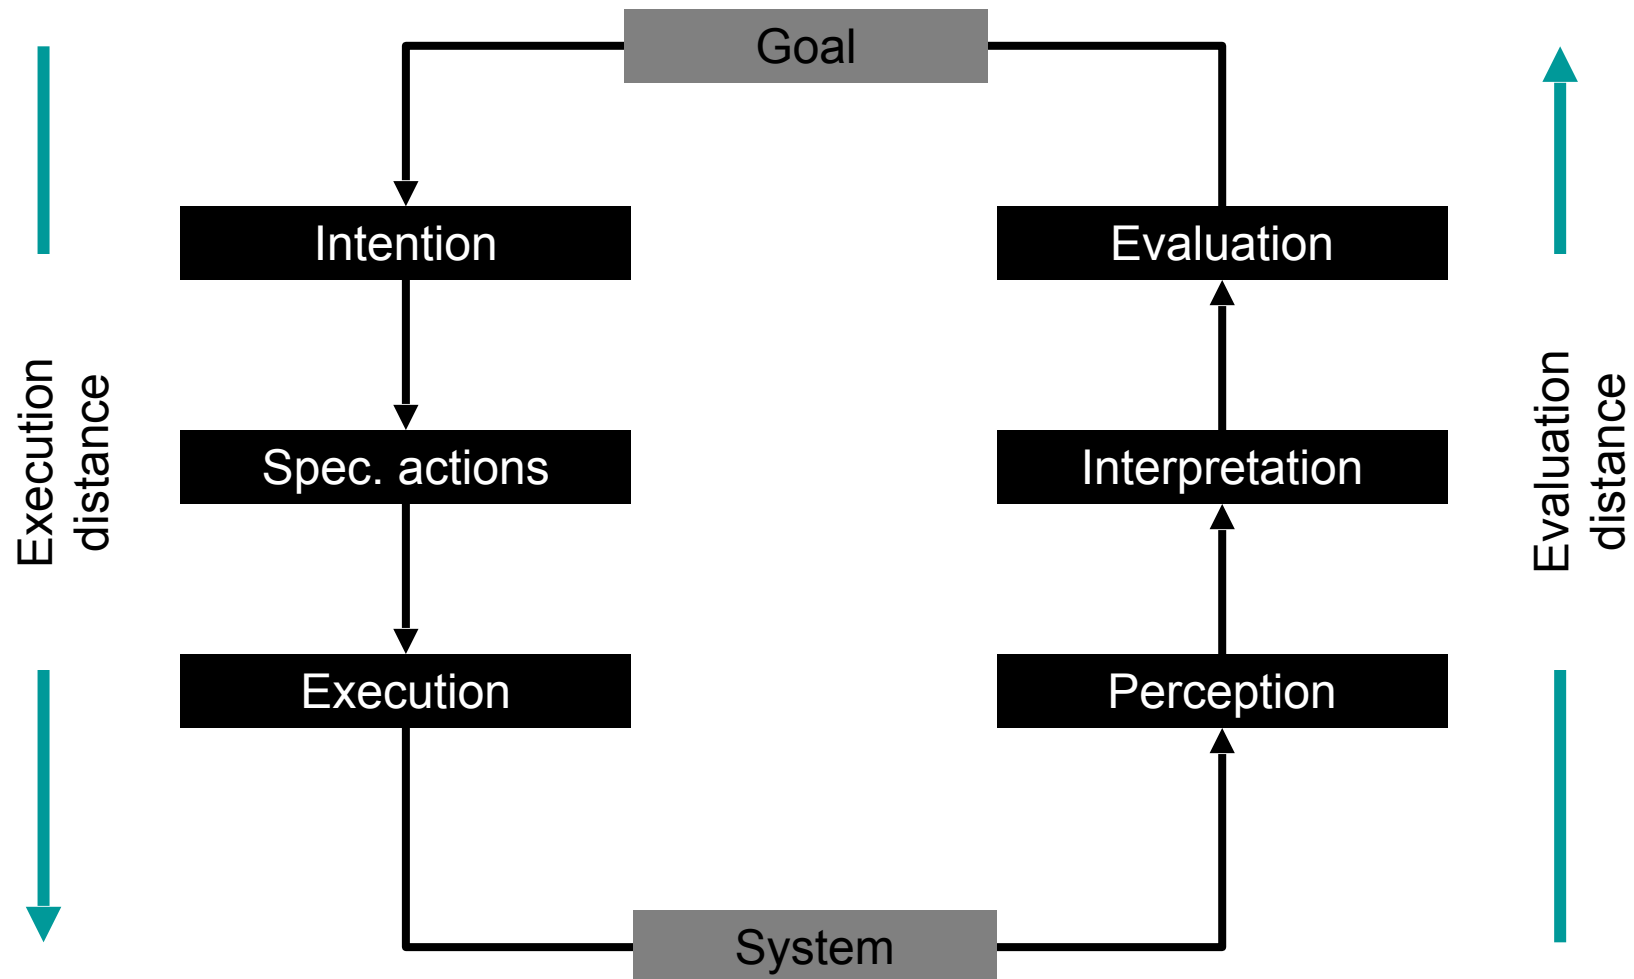 Goal
Intention
Evaluation
Execution
distance
Spec. actions
Interpretation
Evaluation
distance
Execution
Perception
System